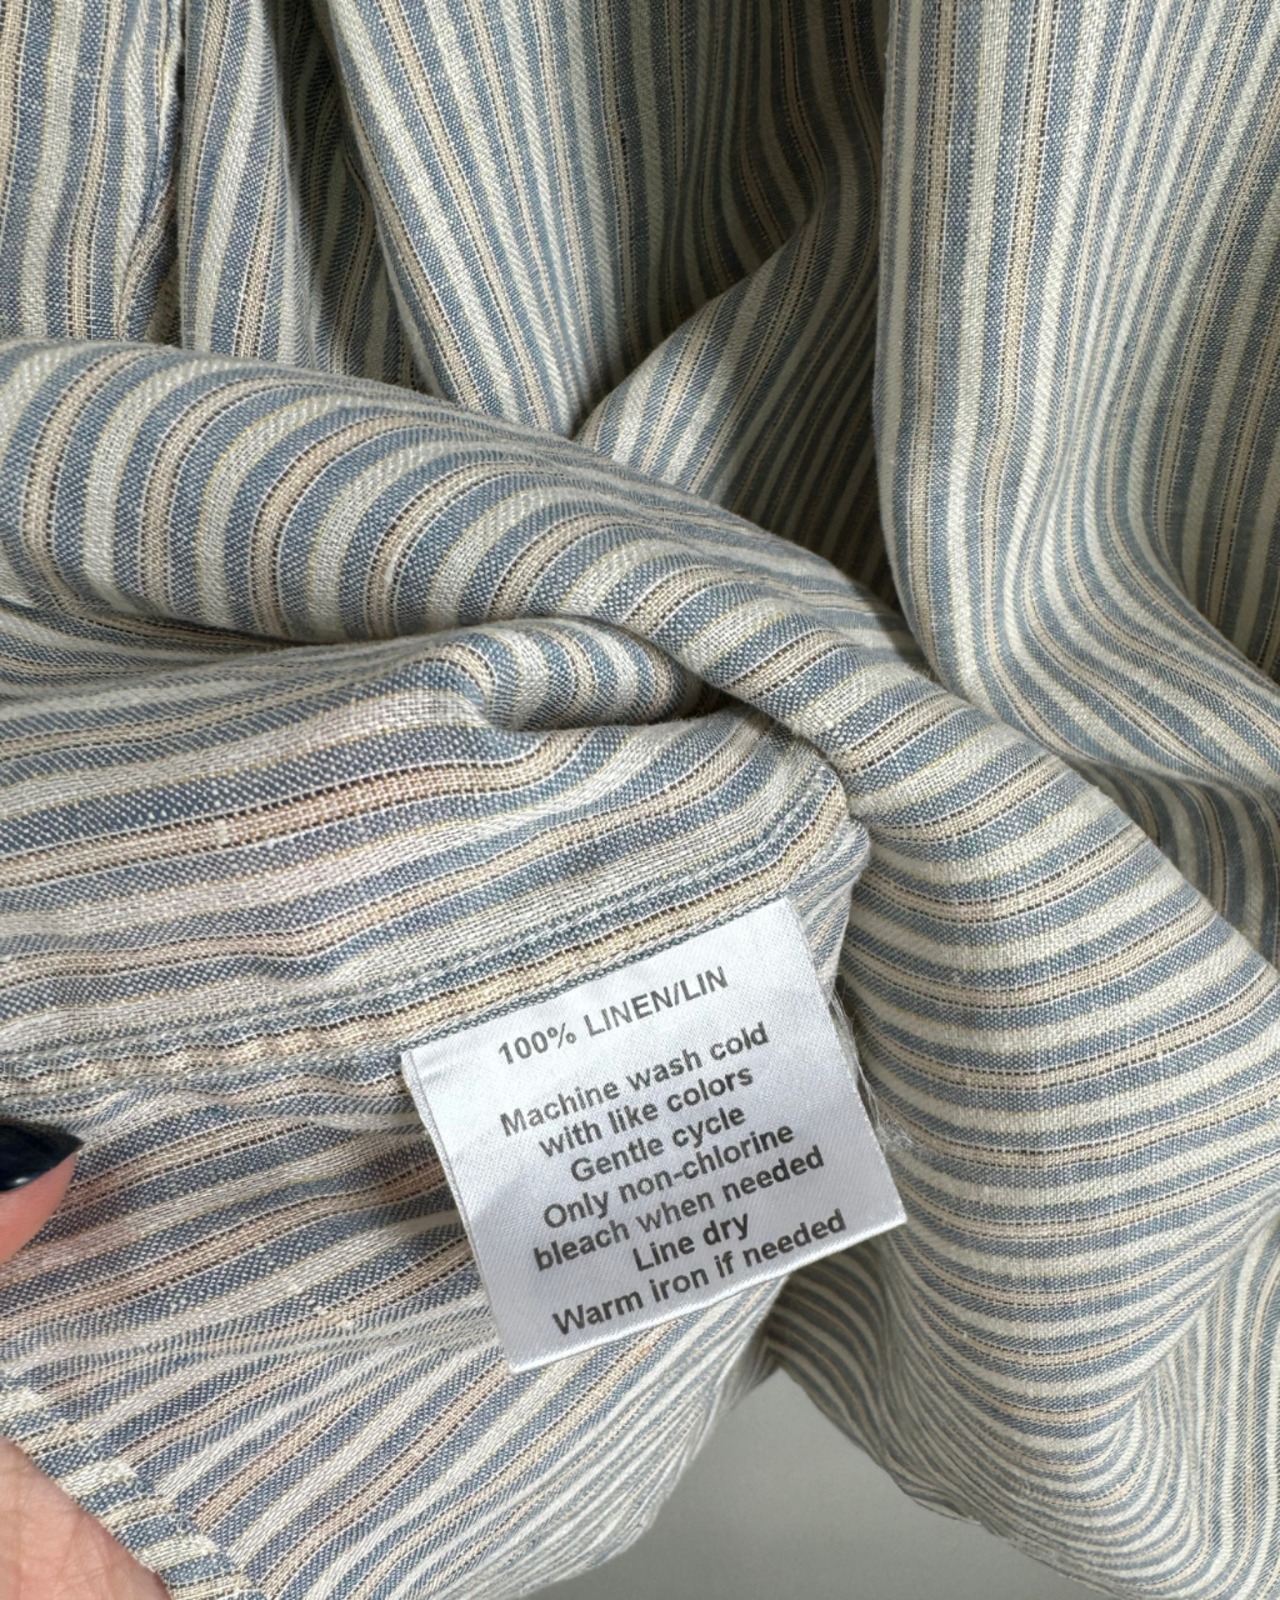 100% LINEN/LIN
Machine wash cold
with like colors
Gentle cycle
Only non-chlorine
bleach when needed
Line dry
Warm iron if needed